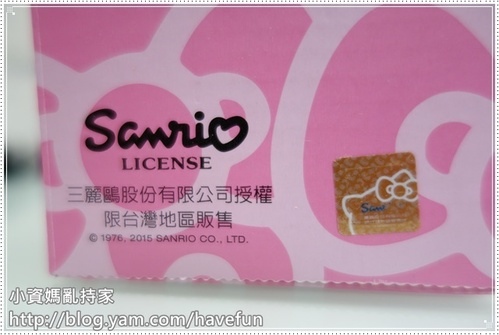 Sanrio
LICENSE
三麗鷗股份有限公司授權
限台灣地區販售
© 1976, 2015 SANRIO CO., LTD.
Sanrio
小資媽亂持家
http://blog.yam.com/havefun